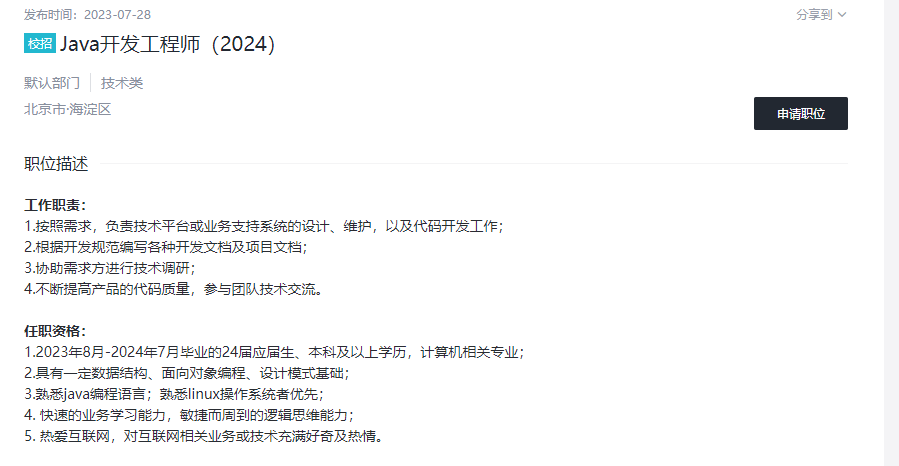 发布时间：2023-07-28
分享到
校招 Java开发工程师（2024）
默认部门 技术类
北京市·海淀区
申请职位
职位描述
工作职责：
1.按照需求，负责技术平台或业务支持系统的设计、维护，以及代码开发工作；
2.根据开发规范编写各种开发文档及项目文档；
3.协助需求方进行技术调研；
4.不断提高产品的代码质量，参与团队技术交流。
任职资格：
1.2023年8月-2024年7月毕业的24届应届生、本科及以上学历，计算机相关专业；
2.具有一定数据结构、面向对象编程、设计模式基础；
3.熟悉java编程语言；熟悉linux操作系统者优先；
4. 快速的业务学习能力，敏捷而周到的逻辑思维能力；
5. 热爱互联网，对互联网相关业务或技术充满好奇及热情。